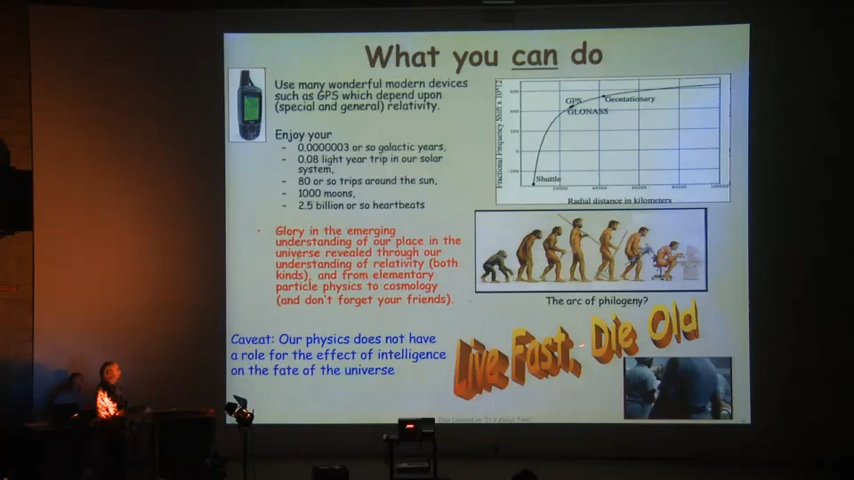 What you can do
Use many wonderful modern devices
such as GPS which depend upon
(special and general) relativity.
Enjoy your
- 0.0000003 or so galactic years,
- 0.08 light year trip in our solar
system,
- 80 or so trips around the sun,
- 1000 moons,
- 2.5 billion or so heartbeats
Glory in the emerging
understanding of our place in the
universe revealed through our
understanding of relativity (both
kinds), and from elementary
particle physics to cosmology
(and don't forget your friends).
Caveat: Our physics does not have
a role for the effect of intelligence
on the fate of the universe
Fractional Frequency Shift x 10^12
GPS
Geostationary
GLONASS
Shuttle
Radial distance in kilometers
The arc of philogeny?
Live Fast, Die Old